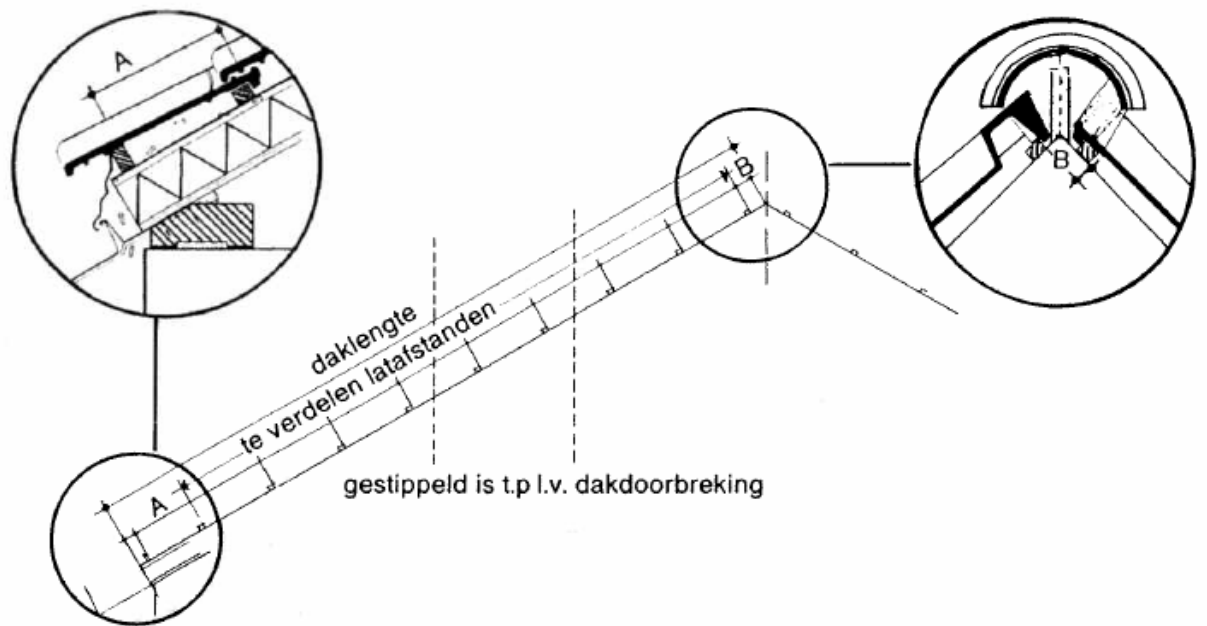 A
B
B
daklengte
te verdelen latafstanden
A
gestippeld is t.p l.v. dakdoorbreking